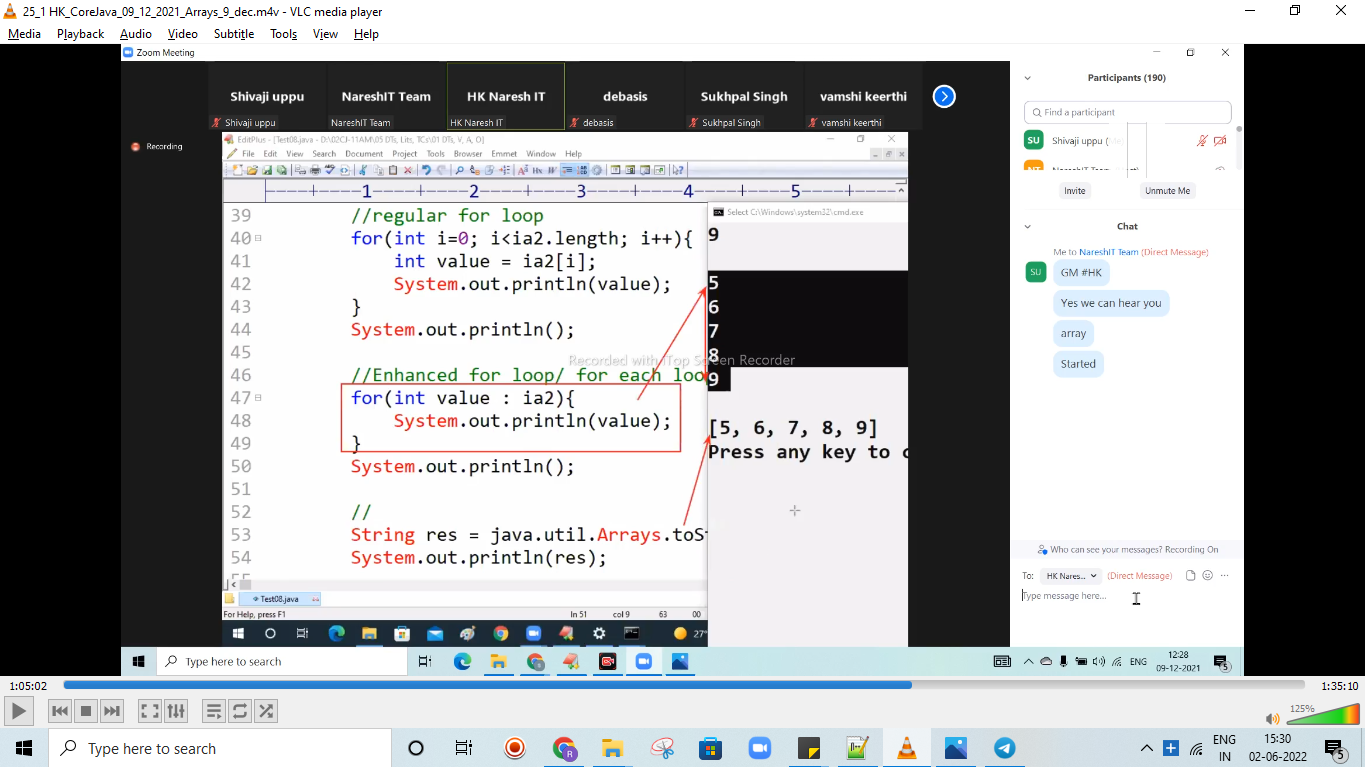 25_1 HK_CoreJava_09_12_2021_Arrays_9_dec.m4v - VLC media player
Media Playback Audio Video Subtitle Tools View Help
Zoom Meeting
Shivaji uppu NareshIT Team HK Naresh IT debasis Sukhpal Singh vamshi keerthi
Shivaji uppu NareshIT Team HK Naresh IT debasis Sukhpal Singh vamshi keerthi
Recording
EditPlus - [Test08.java - D:\02CJ-11AM\05 DTs, Lits, TCs\01 DTs, V, A, O]
File Edit View Search Document Project Tools Browser Emmet Window Help
----+----1----+----2----+----3----+----4----+----5----+--
39 //regular for loop
40 for(int i=0; i<ia2.length; i++){
41 int value = ia2[i];
42 System.out.println(value);
43 }
44 System.out.println();
45
46 //Enhanced for loop/ for each loo
47 for(int value : ia2){
48 System.out.println(value);
49 }
50 System.out.println();
51
52 //
53 String res = java.util.Arrays.toS
54 System.out.println(res);
55
Test08.java
For Help, press F1 ln 51 col 9 63 00
27°
Select C:\Windows\system32\cmd.exe
9
5
6
7
8
9
[5, 6, 7, 8, 9]
Press any key to c
Recorded with iTop Screen Recorder
Participants (190)
Find a participant
SU Shivaji uppu (Me)
Invite Unmute Me
Chat
Me to NareshIT Team (Direct Message)
SU GM #HK
Yes we can hear you
array
Started
Who can see your messages? Recording On
To: HK Nares... (Direct Message)
Type message here...
Type here to search
ENG 12:28
09-12-2021
5
1:05:02 1:35:10
125%
Type here to search
ENG 15:30
IN 02-06-2022
5